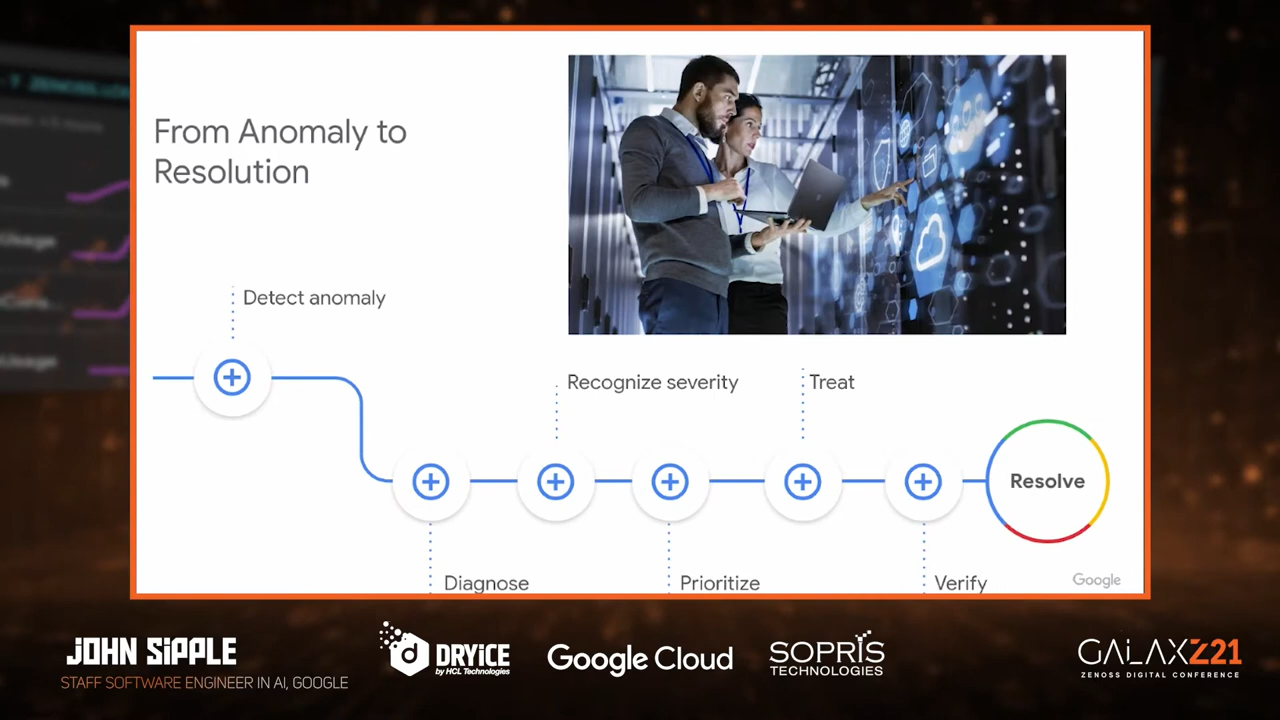 From Anomaly to
Resolution
Detect anomaly
Recognize severity
Treat
Resolve
Diagnose
Prioritize
Verify
Google
JOHN SIPPLE
STAFF SOFTWARE ENGINEER IN AI, GOOGLE
DRYiCE
by HCL Technologies
Google Cloud
SOPRIS
TECHNOLOGIES
GALAXZ21
ZENOSS DIGITAL CONFERENCE